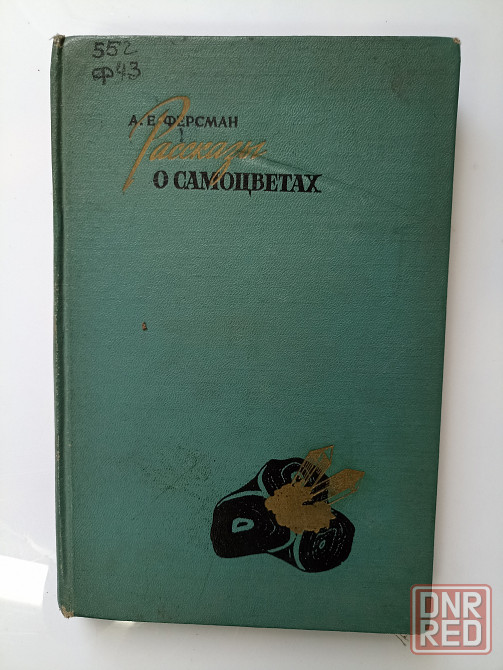 552
Ф43
А. Е. ФЕРСМАН
Рассказы
О САМОЦВЕТАХ
DNR
RED